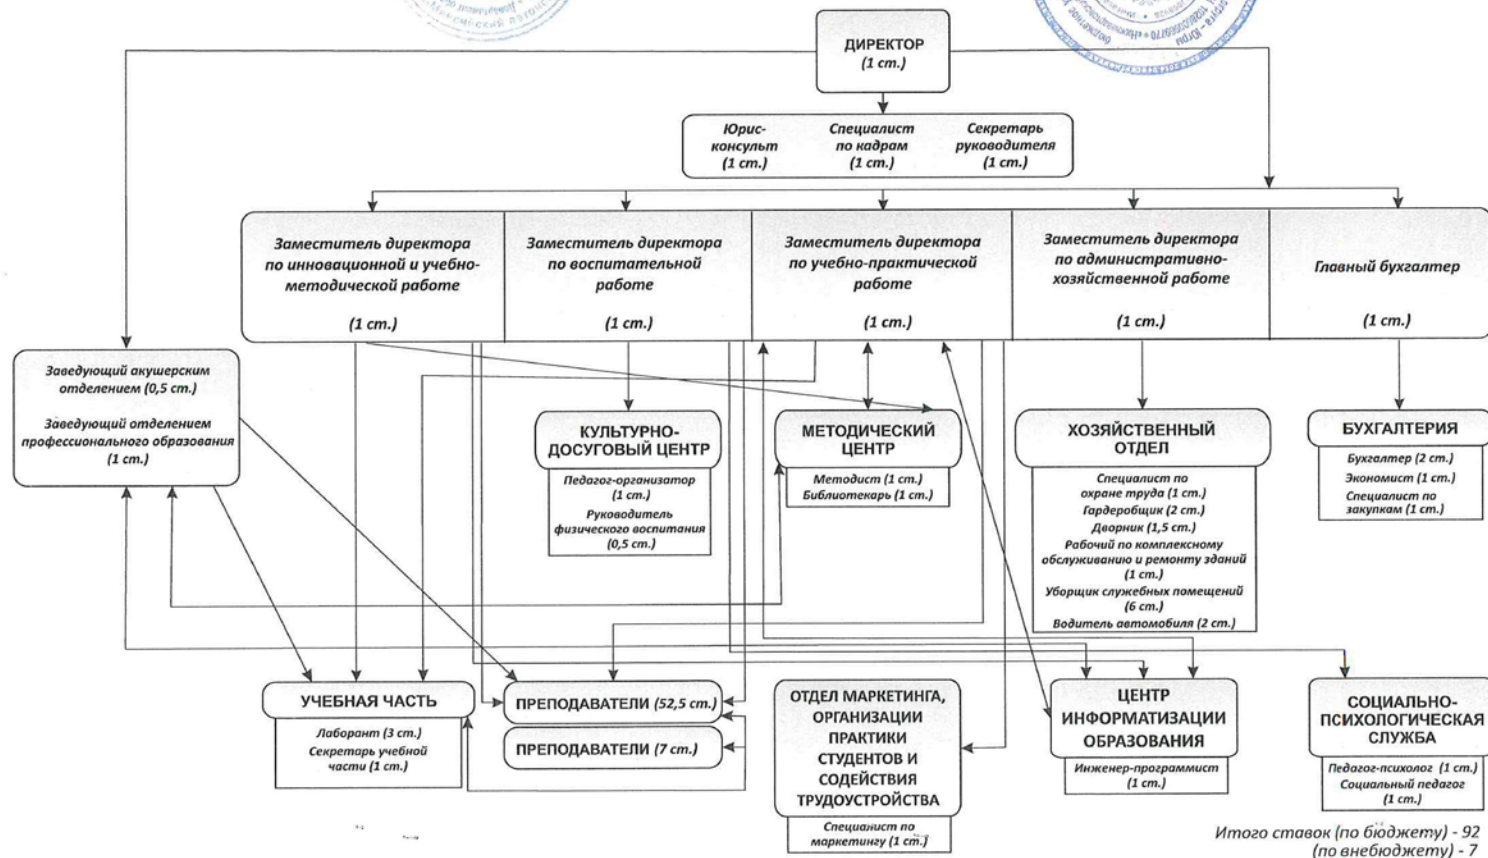 ДИРЕКТОР
(1 ст.)
Юрис-
консульт
(1 ст.)
Специалист
по кадрам
(1 ст.)
Секретарь
руководителя
(1 ст.)
Заместитель директора
по инновационной и учебно-
методической работе
(1 ст.)
Заместитель директора
по воспитательной
работе
(1 ст.)
Заместитель директора
по учебно-практической
работе
(1 ст.)
Заместитель директора
по административно-
хозяйственной работе
(1 ст.)
Главный бухгалтер
(1 ст.)
Заведующий акушерским
отделением (0,5 ст.)
Заведующий отделением
профессионального образования
(1 ст.)
КУЛЬТУРНО-
ДОСУГОВЫЙ ЦЕНТР
Педагог-организатор
(1 ст.)
Руководитель
физического воспитания
(0,5 ст.)
МЕТОДИЧЕСКИЙ
ЦЕНТР
Методист (1 ст.)
Библиотекарь (1 ст.)
ХОЗЯЙСТВЕННЫЙ
ОТДЕЛ
Специалист по
охране труда (1 ст.)
Гардеробщик (2 ст.)
Дворник (1,5 ст.)
Рабочий по комплексному
обслуживанию и ремонту зданий
(1 ст.)
Уборщик служебных помещений
(6 ст.)
Водитель автомобиля (2 ст.)
БУХГАЛТЕРИЯ
Бухгалтер (2 ст.)
Экономист (1 ст.)
Специалист по
закупкам (1 ст.)
УЧЕБНАЯ ЧАСТЬ
Лаборант (3 ст.)
Секретарь учебной
части (1 ст.)
ПРЕПОДАВАТЕЛИ (52,5 ст.)
ПРЕПОДАВАТЕЛИ (7 ст.)
ОТДЕЛ МАРКЕТИНГА,
ОРГАНИЗАЦИИ
ПРАКТИКИ
СТУДЕНТОВ И
СОДЕЙСТВИЯ
ТРУДОУСТРОЙСТВА
Специалист по
маркетингу (1 ст.)
ЦЕНТР
ИНФОРМАТИЗАЦИИ
ОБРАЗОВАНИЯ
Инженер-программист
(1 ст.)
СОЦИАЛЬНО-
ПСИХОЛОГИЧЕСКАЯ
СЛУЖБА
Педагог-психолог (1 ст.)
Социальный педагог
(1 ст.)
Итого ставок (по бюджету) - 92
(по внебюджету) - 7